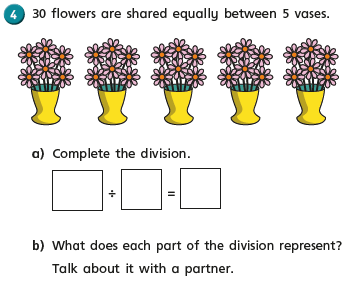 4 30 flowers are shared equally between 5 vases.
a) Complete the division.
÷ =
b) What does each part of the division represent?
Talk about it with a partner.